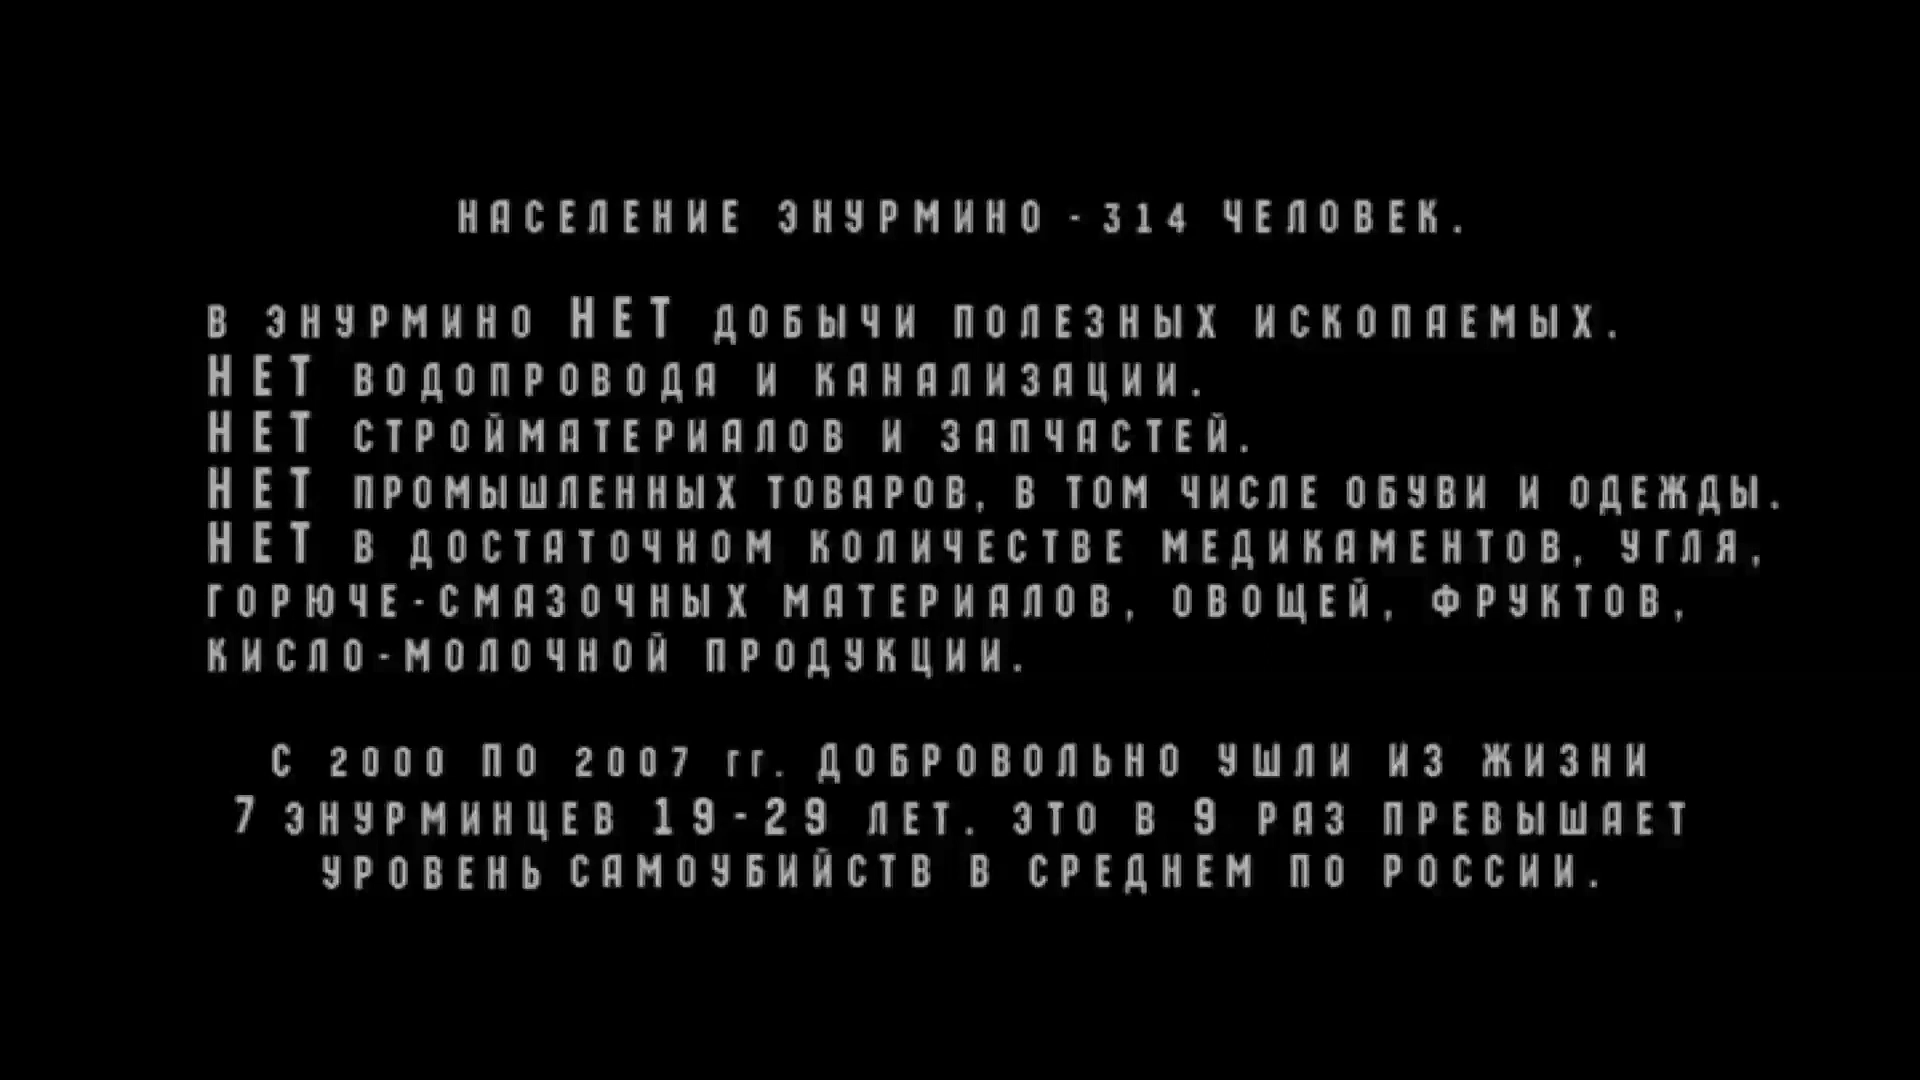 НАСЕЛЕНИЕ ЭНУРМИНО - 314 ЧЕЛОВЕК.
В ЭНУРМИНО НЕТ ДОБЫЧИ ПОЛЕЗНЫХ ИСКОПАЕМЫХ.
НЕТ ВОДОПРОВОДА И КАНАЛИЗАЦИИ.
НЕТ СТРОЙМАТЕРИАЛОВ И ЗАПЧАСТЕЙ.
НЕТ ПРОМЫШЛЕННЫХ ТОВАРОВ, В ТОМ ЧИСЛЕ ОБУВИ И ОДЕЖДЫ.
НЕТ В ДОСТАТОЧНОМ КОЛИЧЕСТВЕ МЕДИКАМЕНТОВ, УГЛЯ,
ГОРЮЧЕ-СМАЗОЧНЫХ МАТЕРИАЛОВ, ОВОЩЕЙ, ФРУКТОВ,
КИСЛО-МОЛОЧНОЙ ПРОДУКЦИИ.
С 2000 ПО 2007 гг. ДОБРОВОЛЬНО УШЛИ ИЗ ЖИЗНИ
7 ЭНУРМИНЦЕВ 19-29 ЛЕТ. ЭТО В 9 РАЗ ПРЕВЫШАЕТ
УРОВЕНЬ САМОУБИЙСТВ В СРЕДНЕМ ПО РОССИИ.